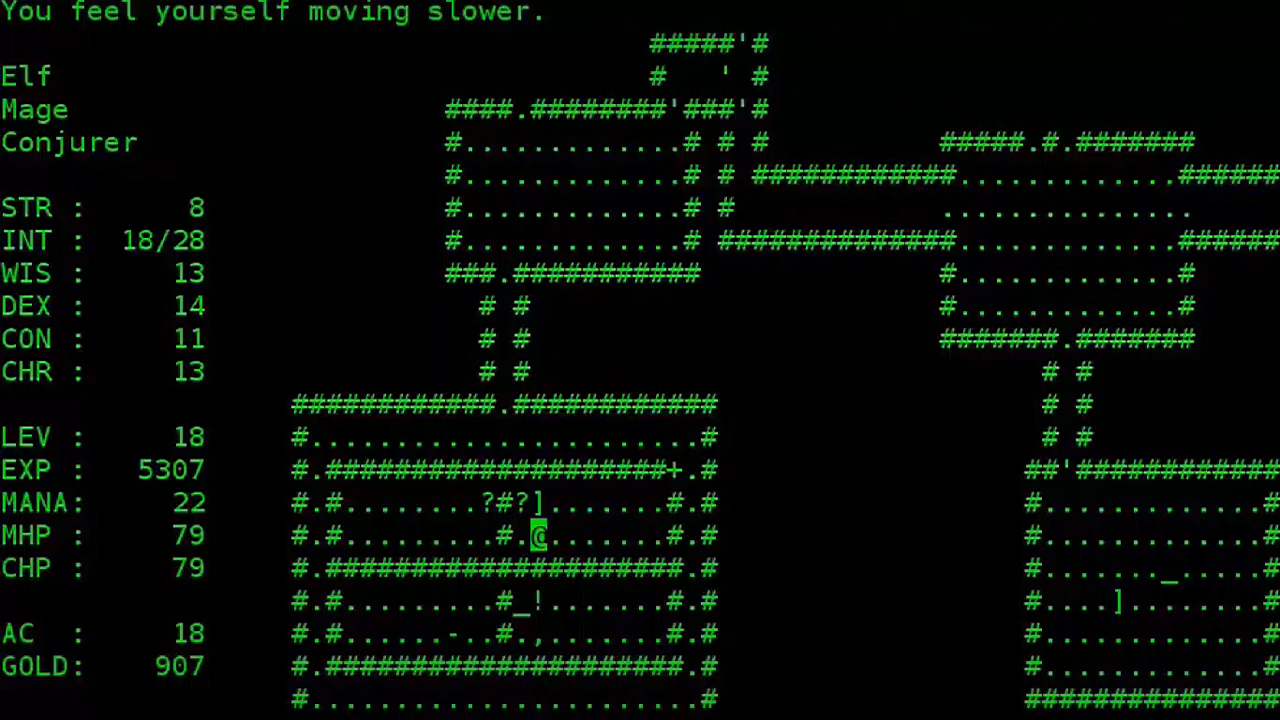 You feel yourself moving slower.
#####'#
Elf # ' #
Mage ####.########'###'#
Conjurer #.............# # # #####.#.#######
#.............# # ############.............######
STR : 8 #.............# # ...............
INT : 18/28 #.............# ##############.............######
WIS : 13 ###.########### #.............#
DEX : 14 # # #.............#
CON : 11 # # #######.#######
CHR : 13 # # # #
############.############ # #
LEV : 18 #.......................# # #
EXP : 5307 #.####################+.# ##'############
MANA: 22 #.#........?#?].......#.# #.............#
MHP : 79 #.#.........#.@.......#.# #.............#
CHP : 79 #.#####################.# #......._.....#
#.#.........#_!.......#.# #....]........#
AC : 18 #.#......-..#.,.......#.# #.............#
GOLD: 907 #.#####################.# #.............#
#.......................# ###############